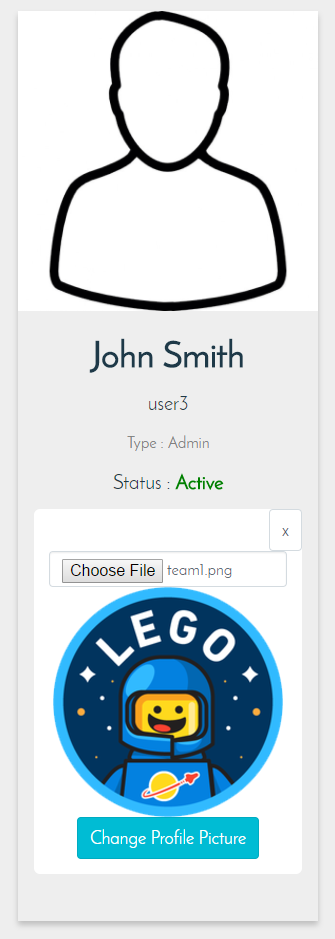 John Smith
user3
Type : Admin
Status : Active
x
Choose File team1.png
LEGO
Change Profile Picture